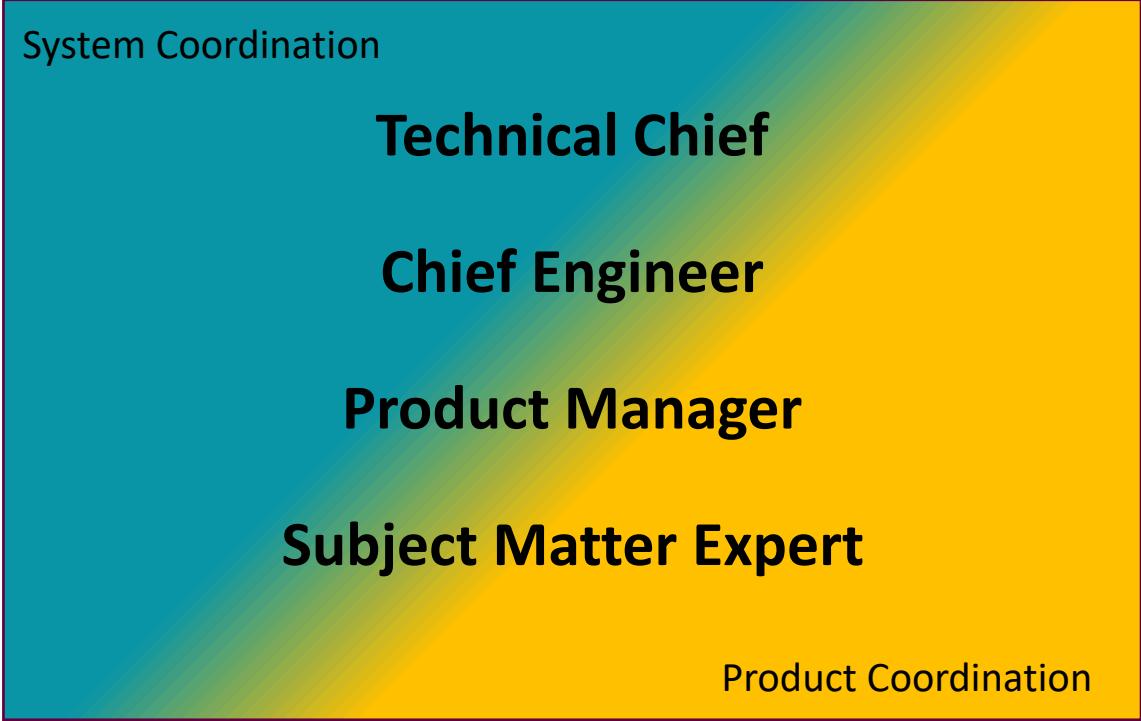 System Coordination
Technical Chief
Chief Engineer
Product Manager
Subject Matter Expert
Product Coordination